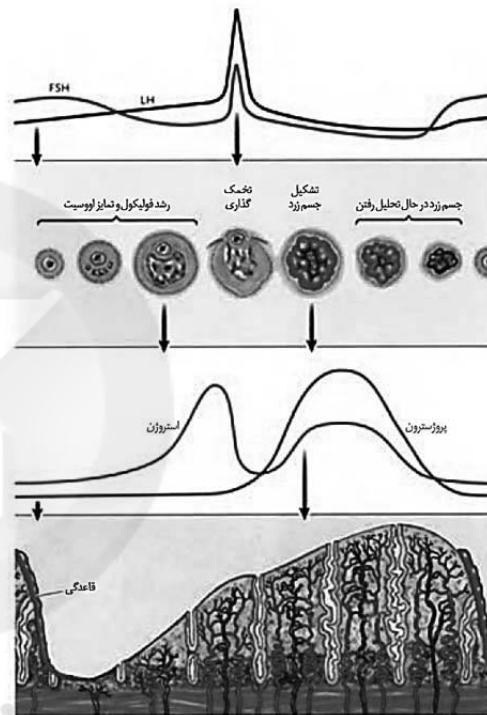 FSH
LH
رشد فولیکول و تمایز اووسیت
تخمک
گذاری
تشکیل
جسم زرد
جسم زرد در حال تحلیل رفتن
استروژن
پروژسترون
قاعدگی